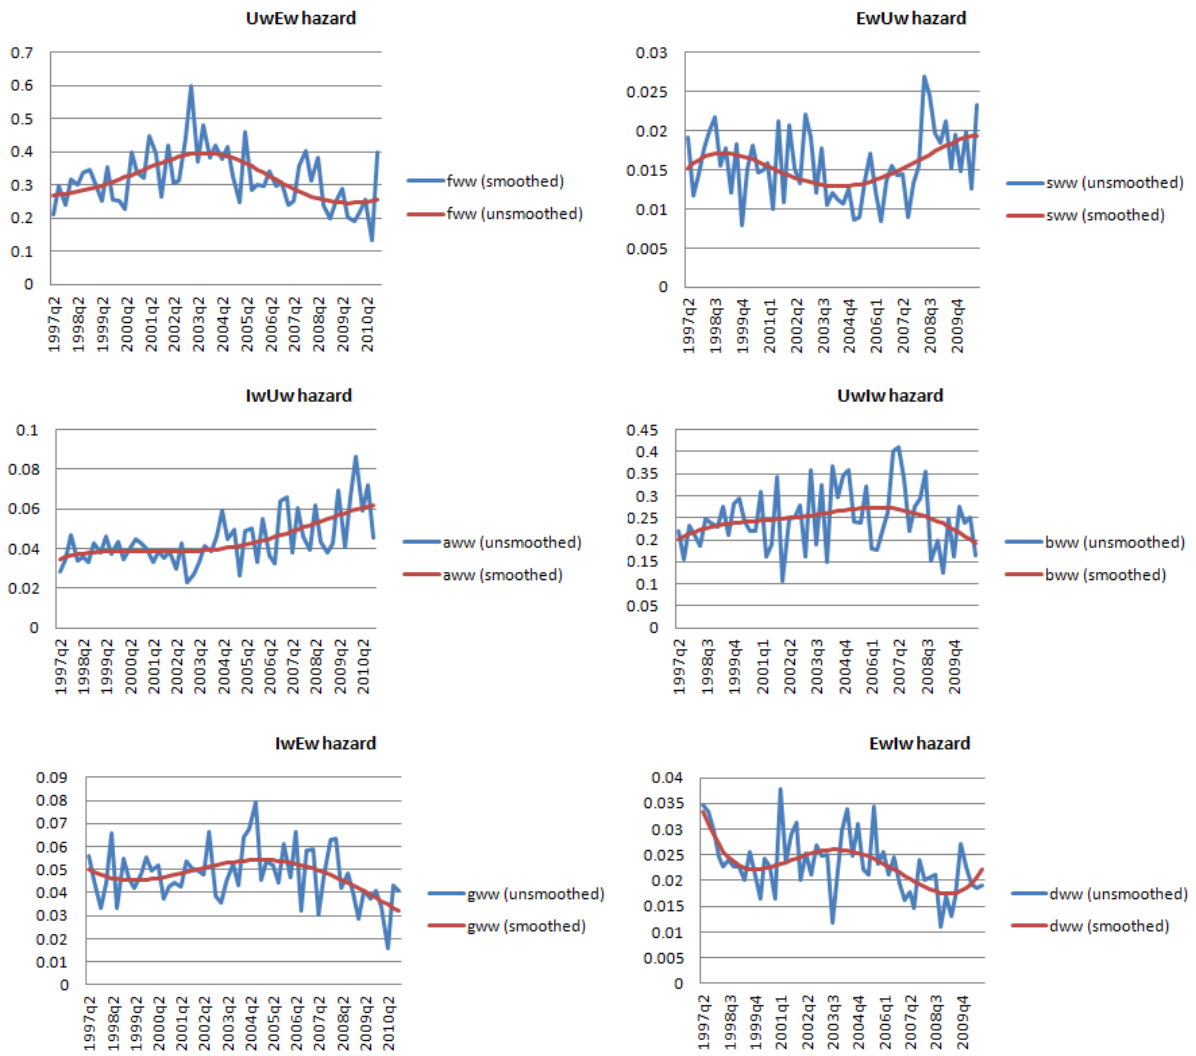 UwEw hazard
0.7
0.6
0.5
0.4
0.3
0.2
0.1
0
1997q2
1998q2
1999q2
2000q2
2001q2
2002q2
2003q2
2004q2
2005q2
2006q2
2007q2
2008q2
2009q2
2010q2
fww (smoothed)
fww (unsmoothed)
EwUw hazard
0.03
0.025
0.02
0.015
0.01
0.005
0
1997q2
1998q3
1999q4
2001q1
2002q2
2003q3
2004q4
2006q1
2007q2
2008q3
2009q4
sww (unsmoothed)
sww (smoothed)
IwUw hazard
0.1
0.08
0.06
0.04
0.02
0
1997q2
1998q2
1999q2
2000q2
2001q2
2002q2
2003q2
2004q2
2005q2
2006q2
2007q2
2008q2
2009q2
2010q2
aww (unsmoothed)
aww (smoothed)
UwIw hazard
0.45
0.4
0.35
0.3
0.25
0.2
0.15
0.1
0.05
0
1997q2
1998q3
1999q4
2001q1
2002q2
2003q3
2004q4
2006q1
2007q2
2008q3
2009q4
bww (unsmoothed)
bww (smoothed)
IwEw hazard
0.09
0.08
0.07
0.06
0.05
0.04
0.03
0.02
0.01
0
1997q2
1998q2
1999q2
2000q2
2001q2
2002q2
2003q2
2004q2
2005q2
2006q2
2007q2
2008q2
2009q2
2010q2
gww (unsmoothed)
gww (smoothed)
EwIw hazard
0.04
0.035
0.03
0.025
0.02
0.015
0.01
0.005
0
1997q2
1998q3
1999q4
2001q1
2002q2
2003q3
2004q4
2006q1
2007q2
2008q3
2009q4
dww (unsmoothed)
dww (smoothed)